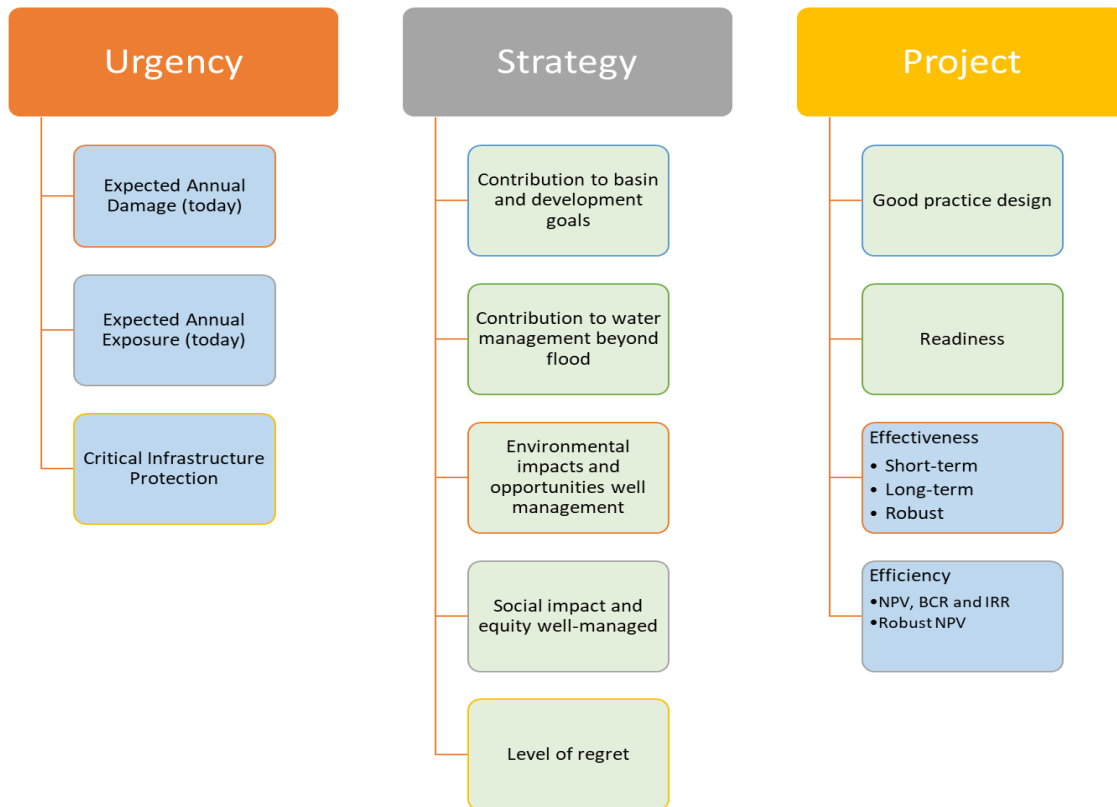 Urgency
Expected Annual
Damage (today)
Expected Annual
Exposure (today)
Critical Infrastructure
Protection
Strategy
Contribution to basin
and development
goals
Contribution to water
management beyond
flood
Environmental
impacts and
opportunities well
management
Social impact and
equity well-managed
Level of regret
Project
Good practice design
Readiness
Effectiveness
• Short-term
• Long-term
• Robust
Efficiency
•NPV, BCR and IRR
•Robust NPV